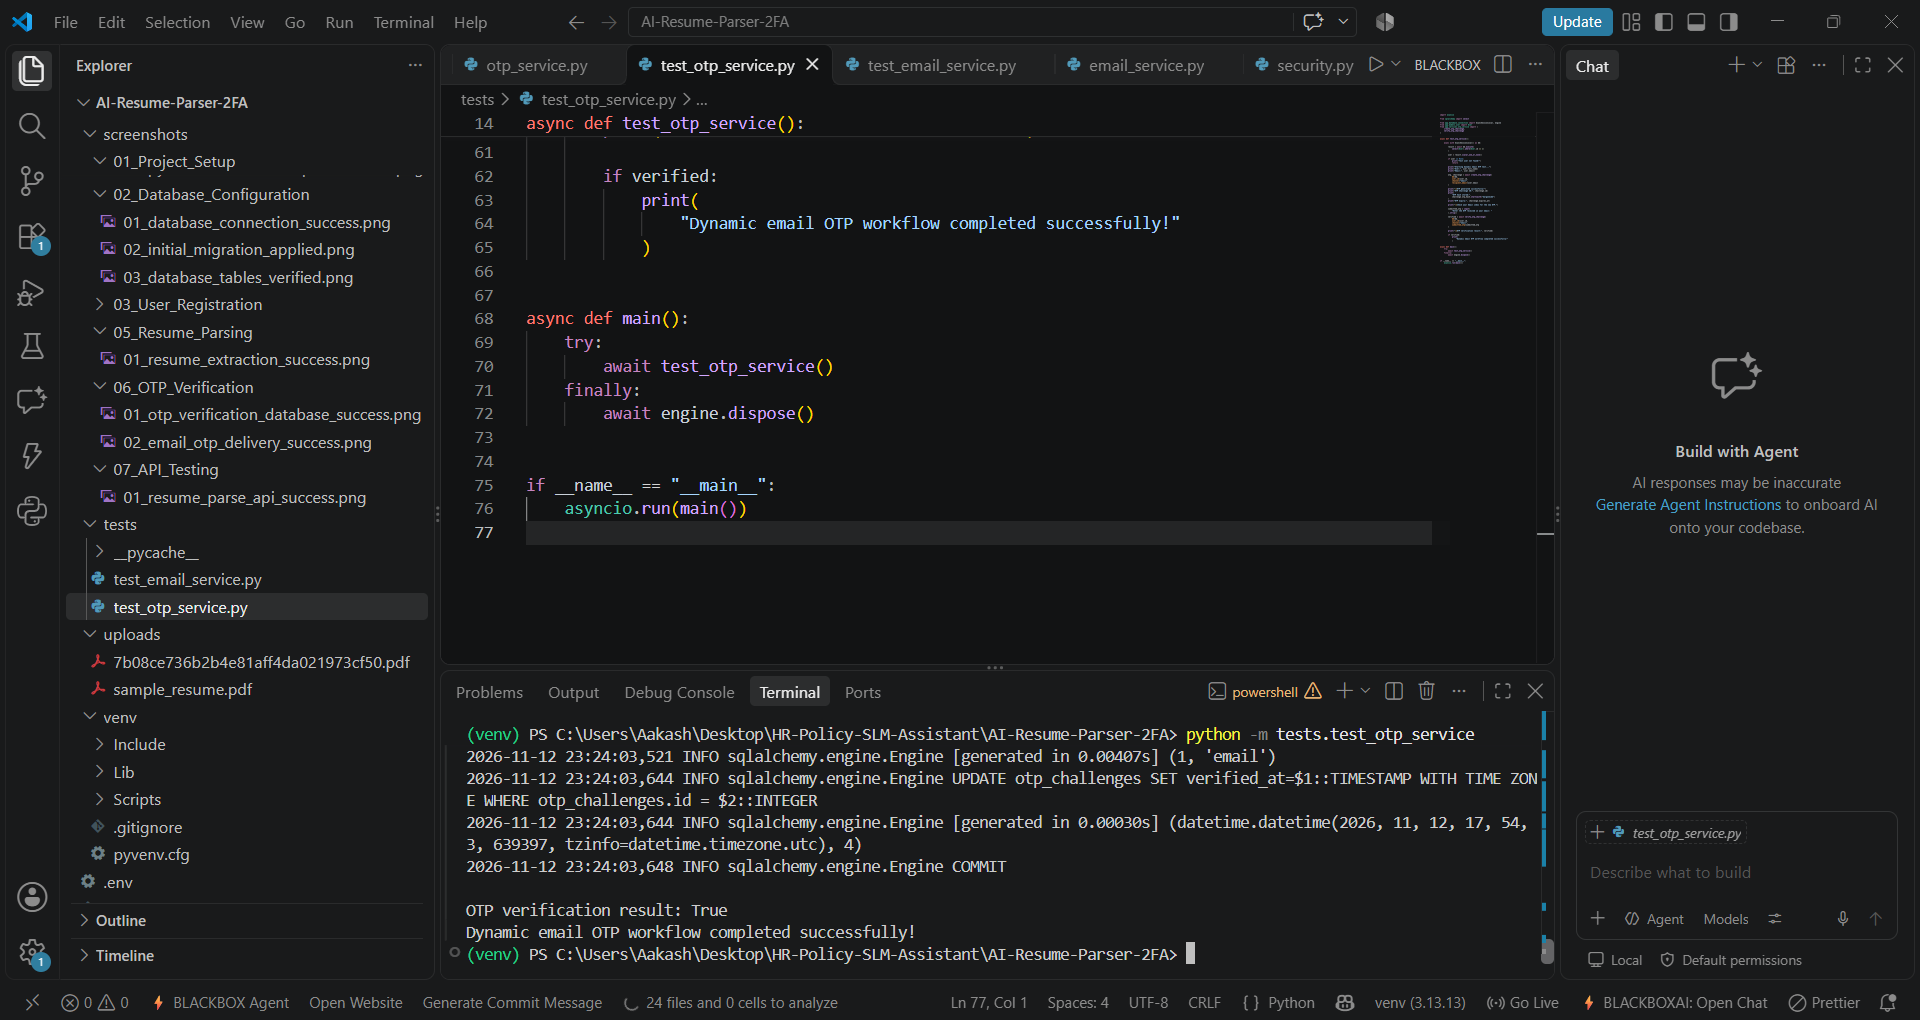 File Edit Selection View Go Run Terminal Help
AI-Resume-Parser-2FA
Update
Explorer
AI-Resume-Parser-2FA
screenshots
01_Project_Setup
02_Database_Configuration
01_database_connection_success.png
02_initial_migration_applied.png
03_database_tables_verified.png
03_User_Registration
05_Resume_Parsing
01_resume_extraction_success.png
06_OTP_Verification
01_otp_verification_database_success.png
02_email_otp_delivery_success.png
07_API_Testing
01_resume_parse_api_success.png
tests
__pycache__
test_email_service.py
test_otp_service.py
uploads
7b08ce736b2b4e81aff4da021973cf50.pdf
sample_resume.pdf
venv
Include
Lib
Scripts
.gitignore
pyvenv.cfg
.env
Outline
Timeline
1
1
otp_service.py test_otp_service.py test_email_service.py email_service.py security.py BLACKBOX
tests > test_otp_service.py > ...
14 async def test_otp_service():
61
62 if verified:
63 print(
64 "Dynamic email OTP workflow completed successfully!"
65 )
66
67
68 async def main():
69 try:
70 await test_otp_service()
71 finally:
72 await engine.dispose()
73
74
75 if __name__ == "__main__":
76 asyncio.run(main())
77
Problems Output Debug Console Terminal Ports
powershell
(venv) PS C:\Users\Aakash\Desktop\HR-Policy-SLM-Assistant\AI-Resume-Parser-2FA> python -m tests.test_otp_service
2026-11-12 23:24:03,521 INFO sqlalchemy.engine.Engine [generated in 0.00407s] (1, 'email')
2026-11-12 23:24:03,644 INFO sqlalchemy.engine.Engine UPDATE otp_challenges SET verified_at=$1::TIMESTAMP WITH TIME ZON
E WHERE otp_challenges.id = $2::INTEGER
2026-11-12 23:24:03,644 INFO sqlalchemy.engine.Engine [generated in 0.00030s] (datetime.datetime(2026, 11, 12, 17, 54,
3, 639397, tzinfo=datetime.timezone.utc), 4)
2026-11-12 23:24:03,648 INFO sqlalchemy.engine.Engine COMMIT
OTP verification result: True
Dynamic email OTP workflow completed successfully!
(venv) PS C:\Users\Aakash\Desktop\HR-Policy-SLM-Assistant\AI-Resume-Parser-2FA>
Chat
Build with Agent
AI responses may be inaccurate
Generate Agent Instructions to onboard AI
onto your codebase.
test_otp_service.py
Describe what to build
Agent Models
Local Default permissions
0 0 BLACKBOX Agent Open Website Generate Commit Message 24 files and 0 cells to analyze Ln 77, Col 1 Spaces: 4 UTF-8 CRLF { } Python venv (3.13.13) Go Live BLACKBOXAI: Open Chat Prettier